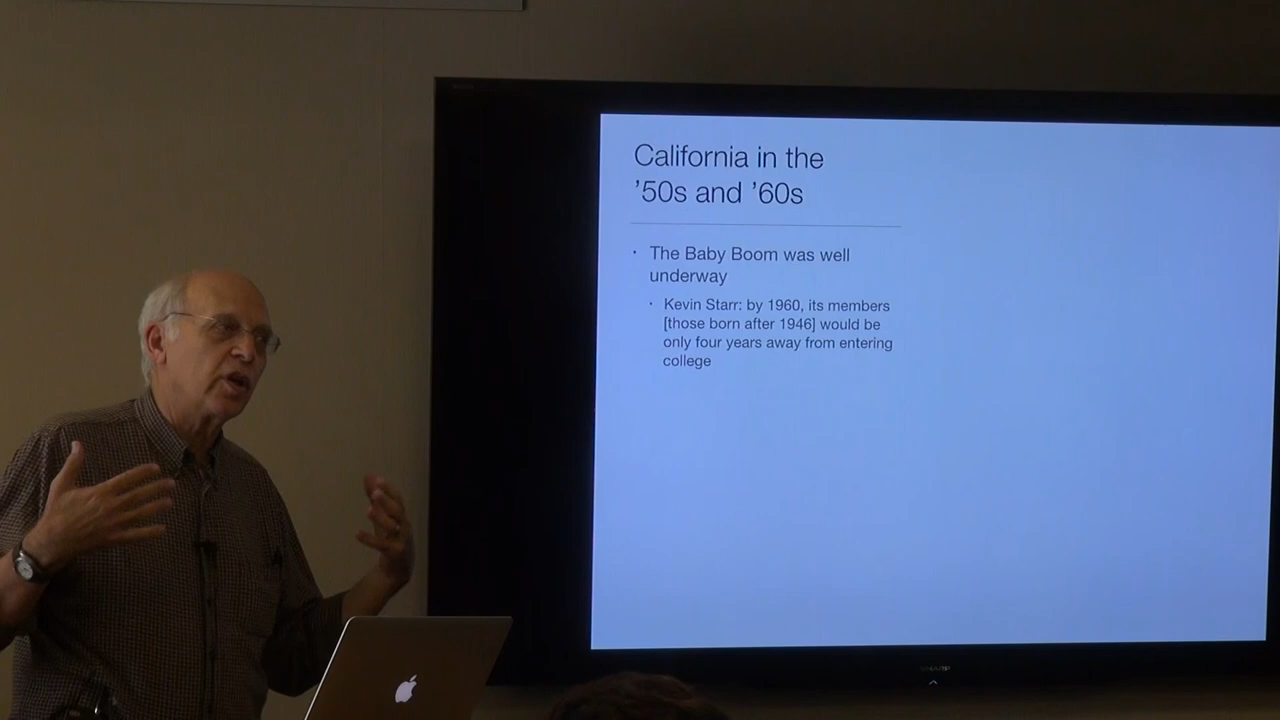 California in the
’50s and ’60s
• The Baby Boom was well
underway
• Kevin Starr: by 1960, its members
[those born after 1946] would be
only four years away from entering
college
SHARP